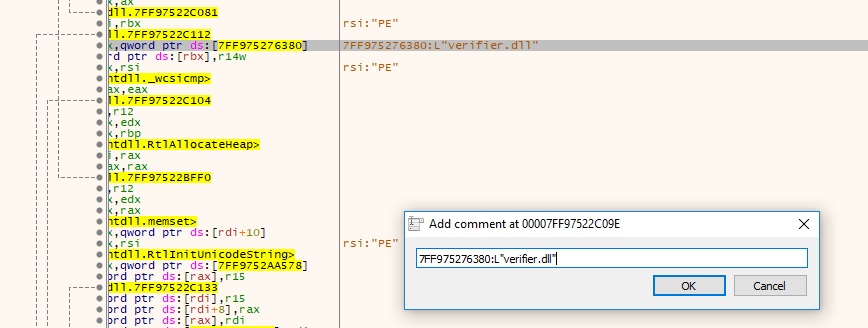 ,ax
dll.7FF97522C081
i,rbx rsi:"PE"
ll.7FF97522C112
x,qword ptr ds:[7FF975276380] 7FF975276380:L"verifier.dll"
rd ptr ds:[rbx],r14w
x,rsi rsi:"PE"
ntdll._wcsicmp>
ax,eax
ll.7FF97522C104
,r12
x,edx
x,rbp
ntdll.RtlAllocateHeap>
i,rax
ax,rax
ll.7FF97522BFF0
,r12
x,edx
x,rax
ntdll.memset>
x,qword ptr ds:[rdi+10]
x,rsi rsi:"PE"
ntdll.RtlInitUnicodeString>
x,qword ptr ds:[7FF9752AA578]
ord ptr ds:[rax],r15
dll.7FF97522C133
ord ptr ds:[rdi],r15
ord ptr ds:[rdi+8],rax
ord ptr ds:[rax],rdi
Add comment at 00007FF97522C09E
7FF975276380:L"verifier.dll"
OK Cancel